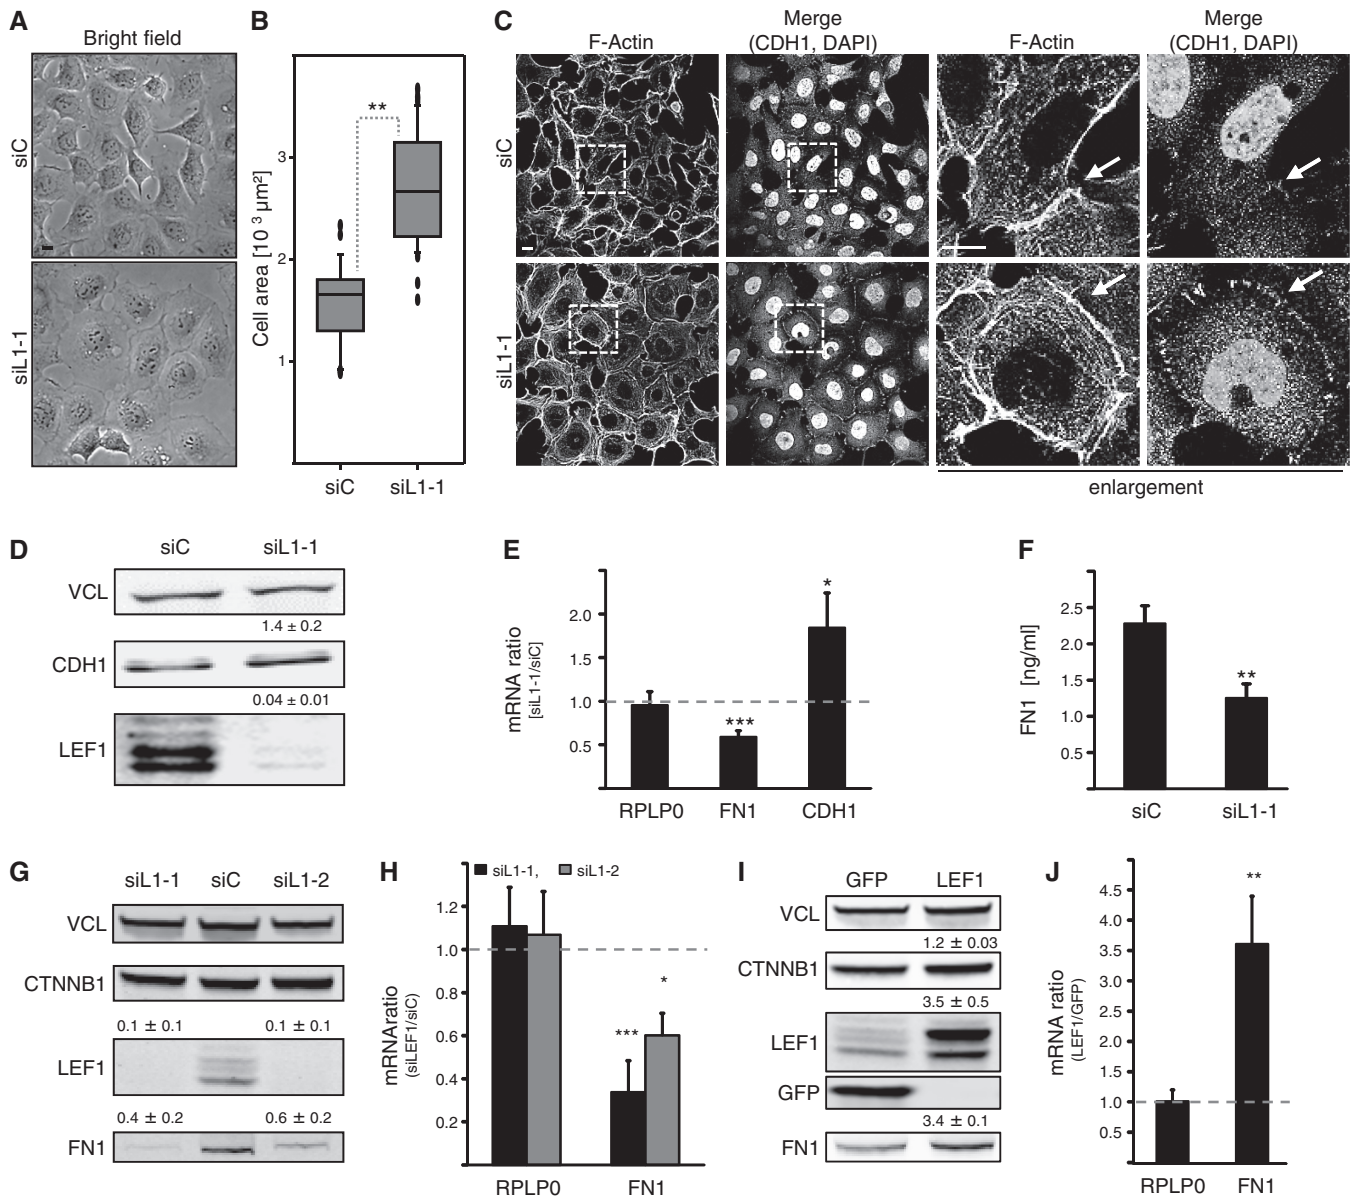 A
Bright field
siC
siL1-1
B
Cell area [10 3 µm²]
3
2
1
**
siC
siL1-1
C
F-Actin
Merge
(CDH1, DAPI)
F-Actin
Merge
(CDH1, DAPI)
siC
siL1-1
enlargement
D
siC
siL1-1
VCL
1.4 ± 0.2
CDH1
0.04 ± 0.01
LEF1
E
mRNA ratio
[siL1-1/siC]
2.0
1.5
1.0
0.5
***
*
RPLP0
FN1
CDH1
F
FN1 [ng/ml]
2.5
2.0
1.5
1.0
0.5
**
siC
siL1-1
G
siL1-1
siC
siL1-2
VCL
CTNNB1
0.1 ± 0.1
0.1 ± 0.1
LEF1
0.4 ± 0.2
0.6 ± 0.2
FN1
H
siL1-1,
siL1-2
mRNAratio
(siLEF1/siC)
1.2
1.0
0.8
0.6
0.4
0.2
***
*
RPLP0
FN1
I
GFP
LEF1
VCL
1.2 ± 0.03
CTNNB1
3.5 ± 0.5
LEF1
GFP
3.4 ± 0.1
FN1
J
mRNA ratio
(LEF1/GFP)
4.5
4.0
3.5
3.0
2.5
2.0
1.5
1.0
0.5
**
RPLP0
FN1